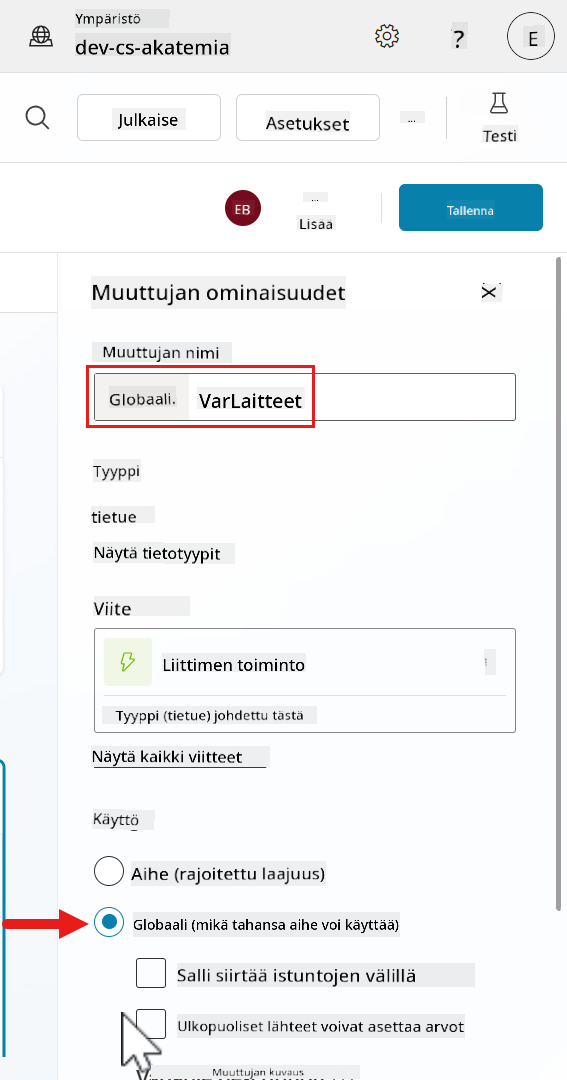 Ympäristö
dev-cs-akatemia
?
E
Julkaise
Asetukset
...
Testi
EB
...
Lisää
Tallenna
Muuttujan ominaisuudet
Muuttujan nimi
Globaali. VarLaitteet
Tyyppi
tietue
Näytä tietotyypit
Viite
Liittimen toiminto
Tyyppi (tietue) johdettu tästä
Näytä kaikki viitteet
Käyttö
Aihe (rajoitettu laajuus)
Globaali (mikä tahansa aihe voi käyttää)
Salli siirtää istuntojen välillä
Ulkopuoliset lähteet voivat asettaa arvot
Muuttujan kuvaus